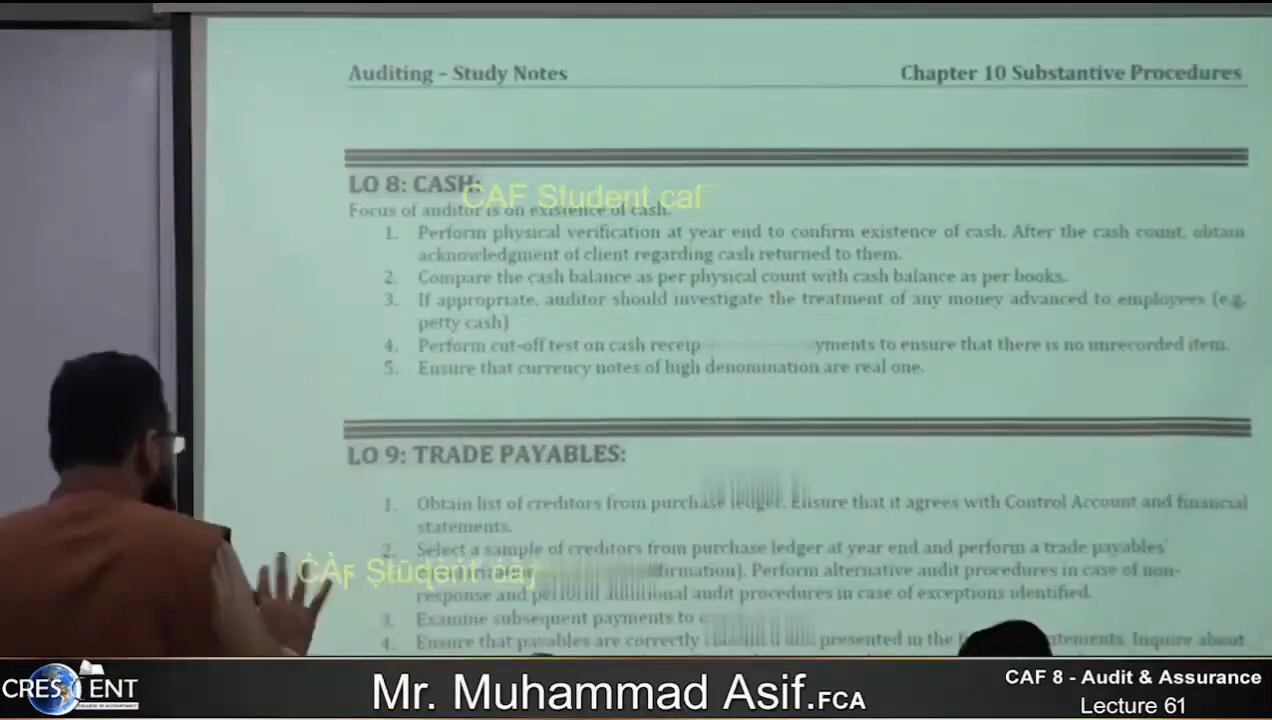 Auditing – Study Notes Chapter 10 Substantive Procedures
LO 8: CASH:
CAF Student caf
Focus of auditor is on existence of cash.
1. Perform physical verification at year end to confirm existence of cash. After the cash count, obtain
acknowledgment of client regarding cash returned to them.
2. Compare the cash balance as per physical count with cash balance as per books.
3. If appropriate, auditor should investigate the treatment of any money advanced to employees (e.g.
petty cash)
4. Perform cut-off test on cash receip yments to ensure that there is no unrecorded item.
5. Ensure that currency notes of high denomination are real one.
LO 9: TRADE PAYABLES:
1. Obtain list of creditors from purchase ledger. Ensure that it agrees with Control Account and financial
statements.
2. Select a sample of creditors from purchase ledger at year end and perform a trade payables'
firmation). Perform alternative audit procedures in case of non-
response and perform additional audit procedures in case of exceptions identified.
3. Examine subsequent payments to
4. Ensure that payables are correctly presented in the tements. Inquire about
CRESCENT
COLLEGE OF ACCOUNTANCY
Mr. Muhammad Asif.FCA
CAF 8 - Audit & Assurance
Lecture 61